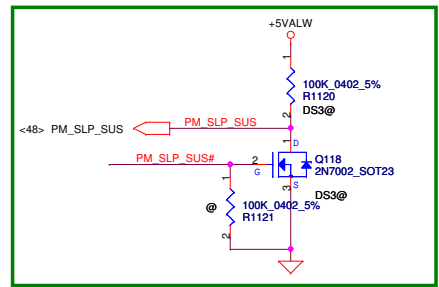 +5VALW
1
100K_0402_5%
R1120
2
DS3@
<48> PM_SLP_SUS
PM_SLP_SUS
1
D
PM_SLP_SUS#
2
G
Q118
2N7002_SOT23
3
S
DS3@
1
@
100K_0402_5%
R1121
2